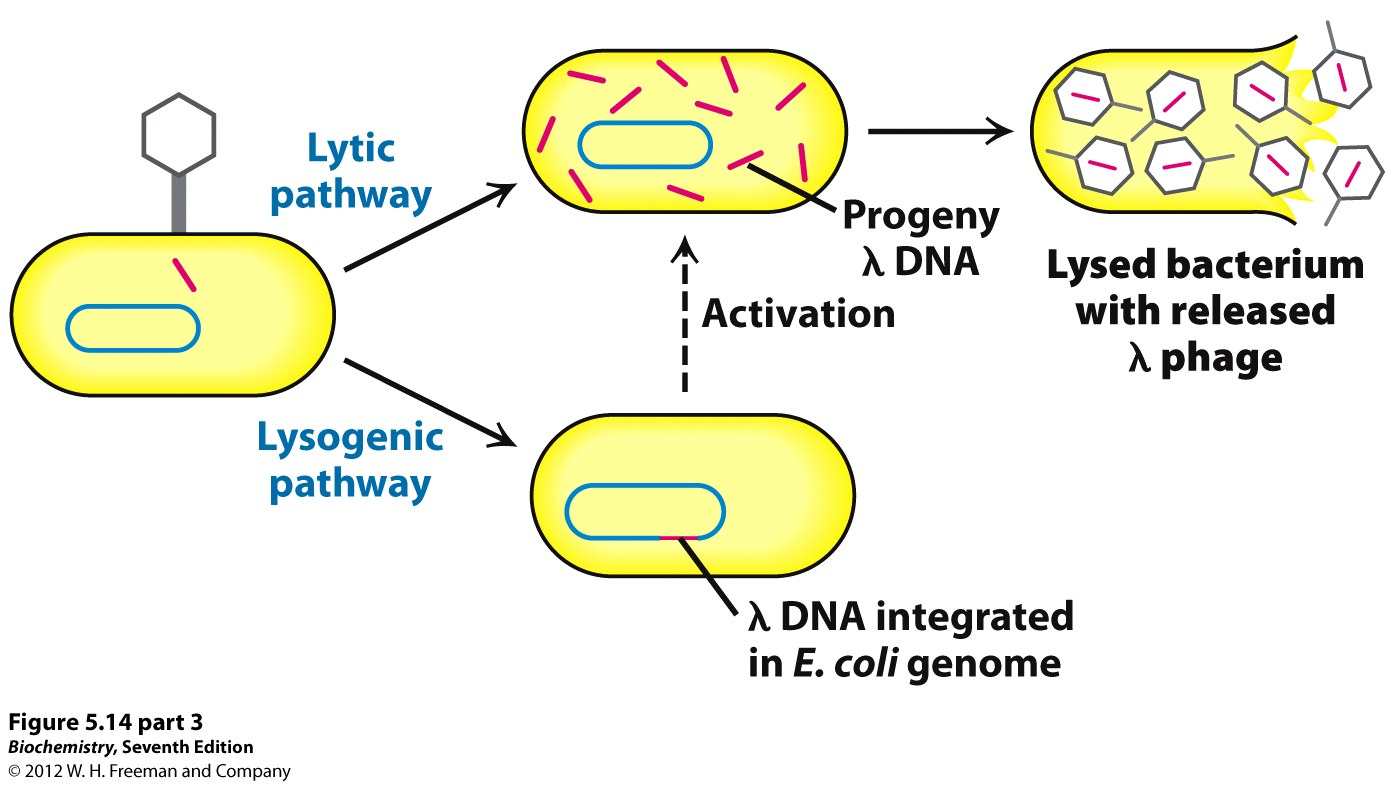 Lytic
pathway
Progeny
λ DNA
Activation
Lysed bacterium
with released
λ phage
Lysogenic
pathway
λ DNA integrated
in E. coli genome
Figure 5.14 part 3
Biochemistry, Seventh Edition
© 2012 W. H. Freeman and Company